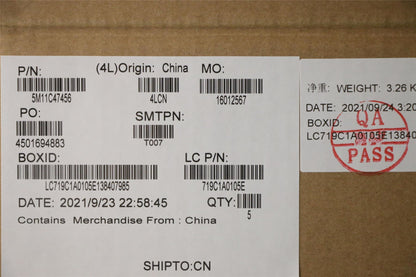 P/N: (4L)Origin: China MO:
5M11C47456 4LCN 16012567
PO: SMTPN:
4501694883 T007
BOXID: LC P/N:
LC719C1A0105E138407985 719C1A0105E
DATE: 2021/9/23 22:58:45 QTY:
5
Contains Merchandise From : China
SHIPTO:CN
净重: WEIGHT: 3.26 K
DATE: 2021/09/24 3:20
BOXID:
LC719C1A0105E138407
QA
PASS